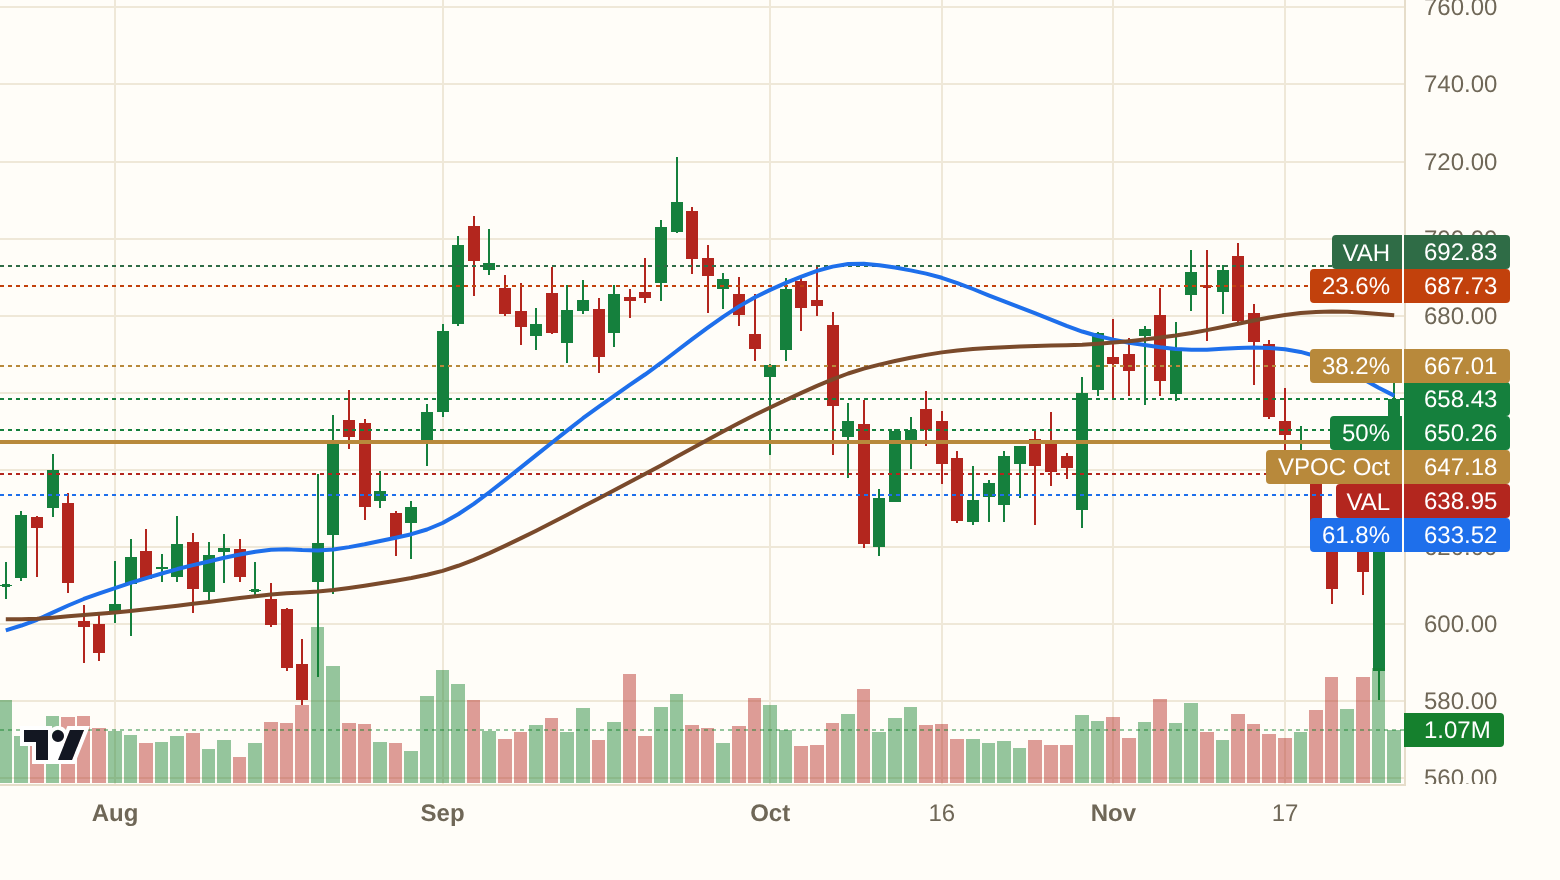 760.00
740.00
720.00
VAH 692.83
23.6% 687.73
680.00
38.2% 667.01
658.43
50% 650.26
VPOC Oct 647.18
VAL 638.95
61.8% 633.52
600.00
580.00
1.07M
560.00
Aug Sep Oct 16 Nov 17